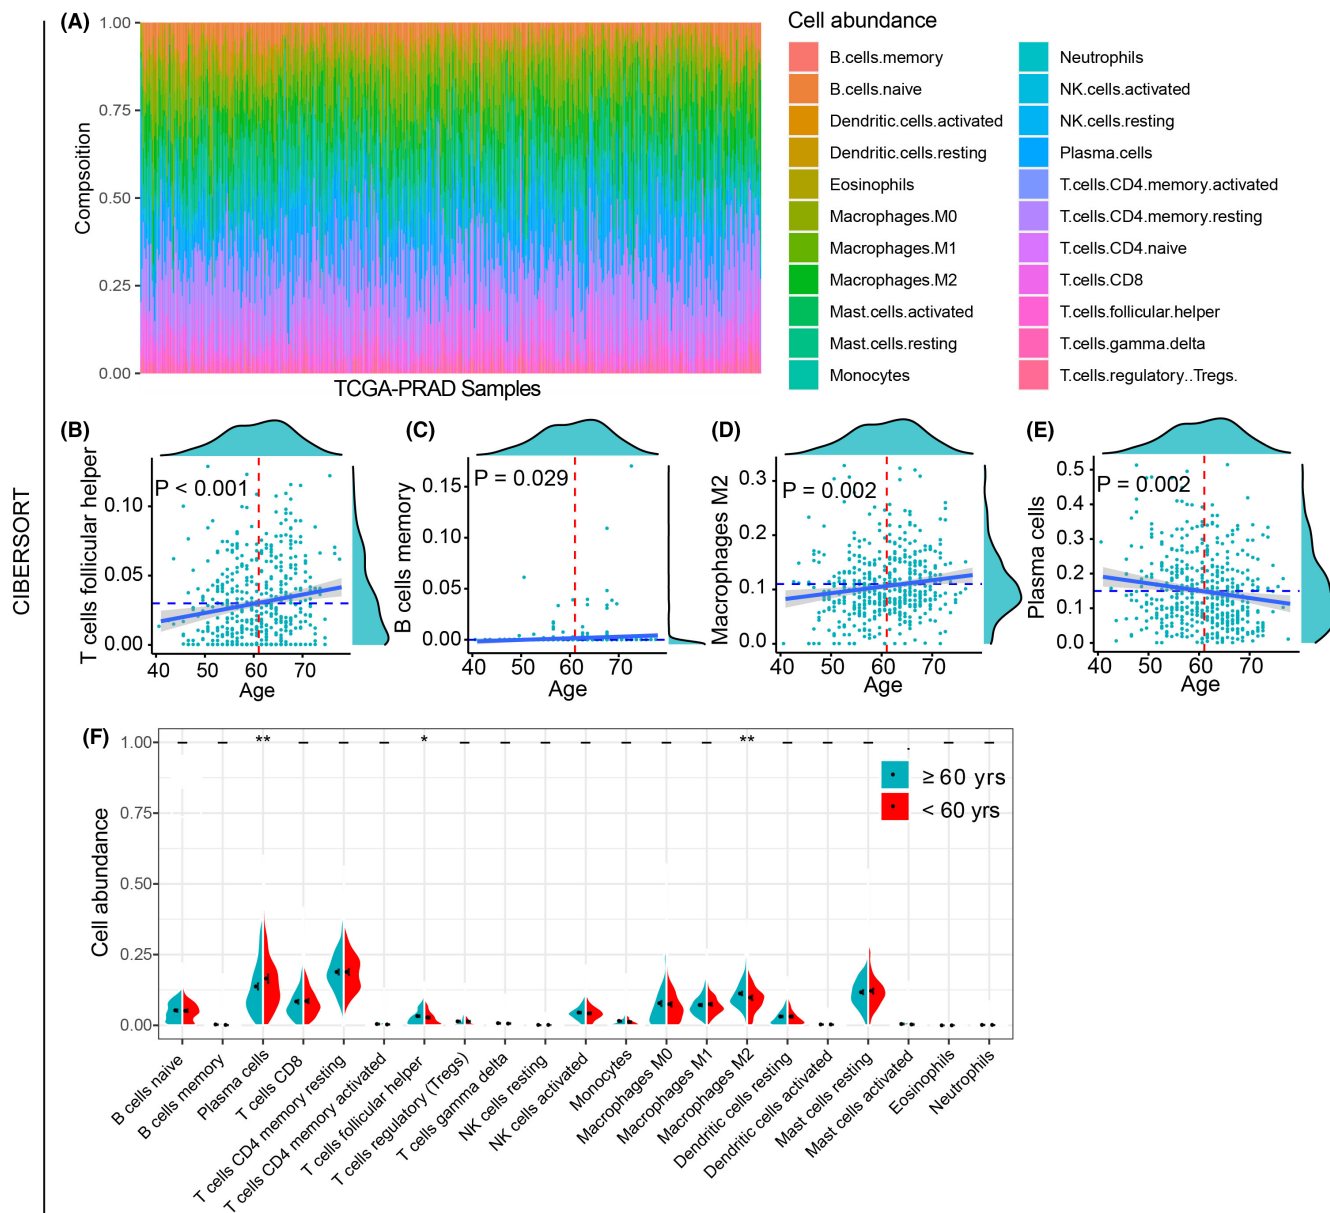 CIBERSORT
(A)
Compsoition
1.00
0.75
0.50
0.25
0.00
TCGA-PRAD Samples
Cell abundance
B.cells.memory
B.cells.naive
Dendritic.cells.activated
Dendritic.cells.resting
Eosinophils
Macrophages.M0
Macrophages.M1
Macrophages.M2
Mast.cells.activated
Mast.cells.resting
Monocytes
Neutrophils
NK.cells.activated
NK.cells.resting
Plasma.cells
T.cells.CD4.memory.activated
T.cells.CD4.memory.resting
T.cells.CD4.naive
T.cells.CD8
T.cells.follicular.helper
T.cells.gamma.delta
T.cells.regulatory..Tregs.
(B)
T cells follicular helper
P < 0.001
0.10
0.05
0.00
40 50 60 70
Age
(C)
B cells memory
P = 0.029
0.15
0.10
0.05
0.00
40 50 60 70
Age
(D)
Macrophages M2
P = 0.002
0.3
0.2
0.1
0.0
40 50 60 70
Age
(E)
Plasma cells
P = 0.002
0.5
0.4
0.3
0.2
0.1
0.0
40 50 60 70
Age
(F)
Cell abundance
1.00
0.75
0.50
0.25
0.00
– – ** – – – * – – – – – – – ** – – – – –
≥ 60 yrs
< 60 yrs
B cells naive
B cells memory
Plasma cells
T cells CD8
T cells CD4 memory resting
T cells CD4 memory activated
T cells follicular helper
T cells regulatory (Tregs)
T cells gamma delta
NK cells resting
NK cells activated
Monocytes
Macrophages M0
Macrophages M1
Macrophages M2
Dendritic cells resting
Dendritic cells activated
Mast cells resting
Mast cells activated
Eosinophils
Neutrophils